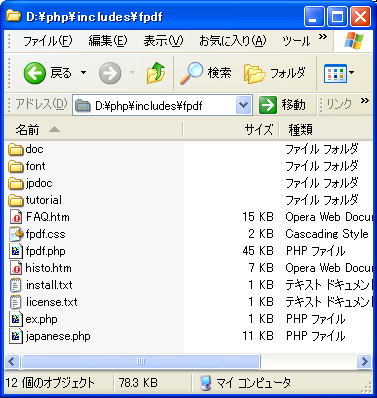 D:¥php¥includes¥fpdf
ファイル(F) 編集(E) 表示(V) お気に入り(A) ツール »
戻る 検索 フォルダ
アドレス(D) D:¥php¥includes¥fpdf 移動 リンク »
名前 サイズ 種類
doc ファイル フォルダ
font ファイル フォルダ
jpdoc ファイル フォルダ
tutorial ファイル フォルダ
FAQ.htm 15 KB Opera Web Docum
fpdf.css 2 KB Cascading Style
fpdf.php 45 KB PHP ファイル
histo.htm 7 KB Opera Web Docum
install.txt 1 KB テキスト ドキュメント
license.txt 1 KB テキスト ドキュメント
ex.php 1 KB PHP ファイル
japanese.php 11 KB PHP ファイル
12 個のオブジェクト 78.3 KB マイ コンピュータ